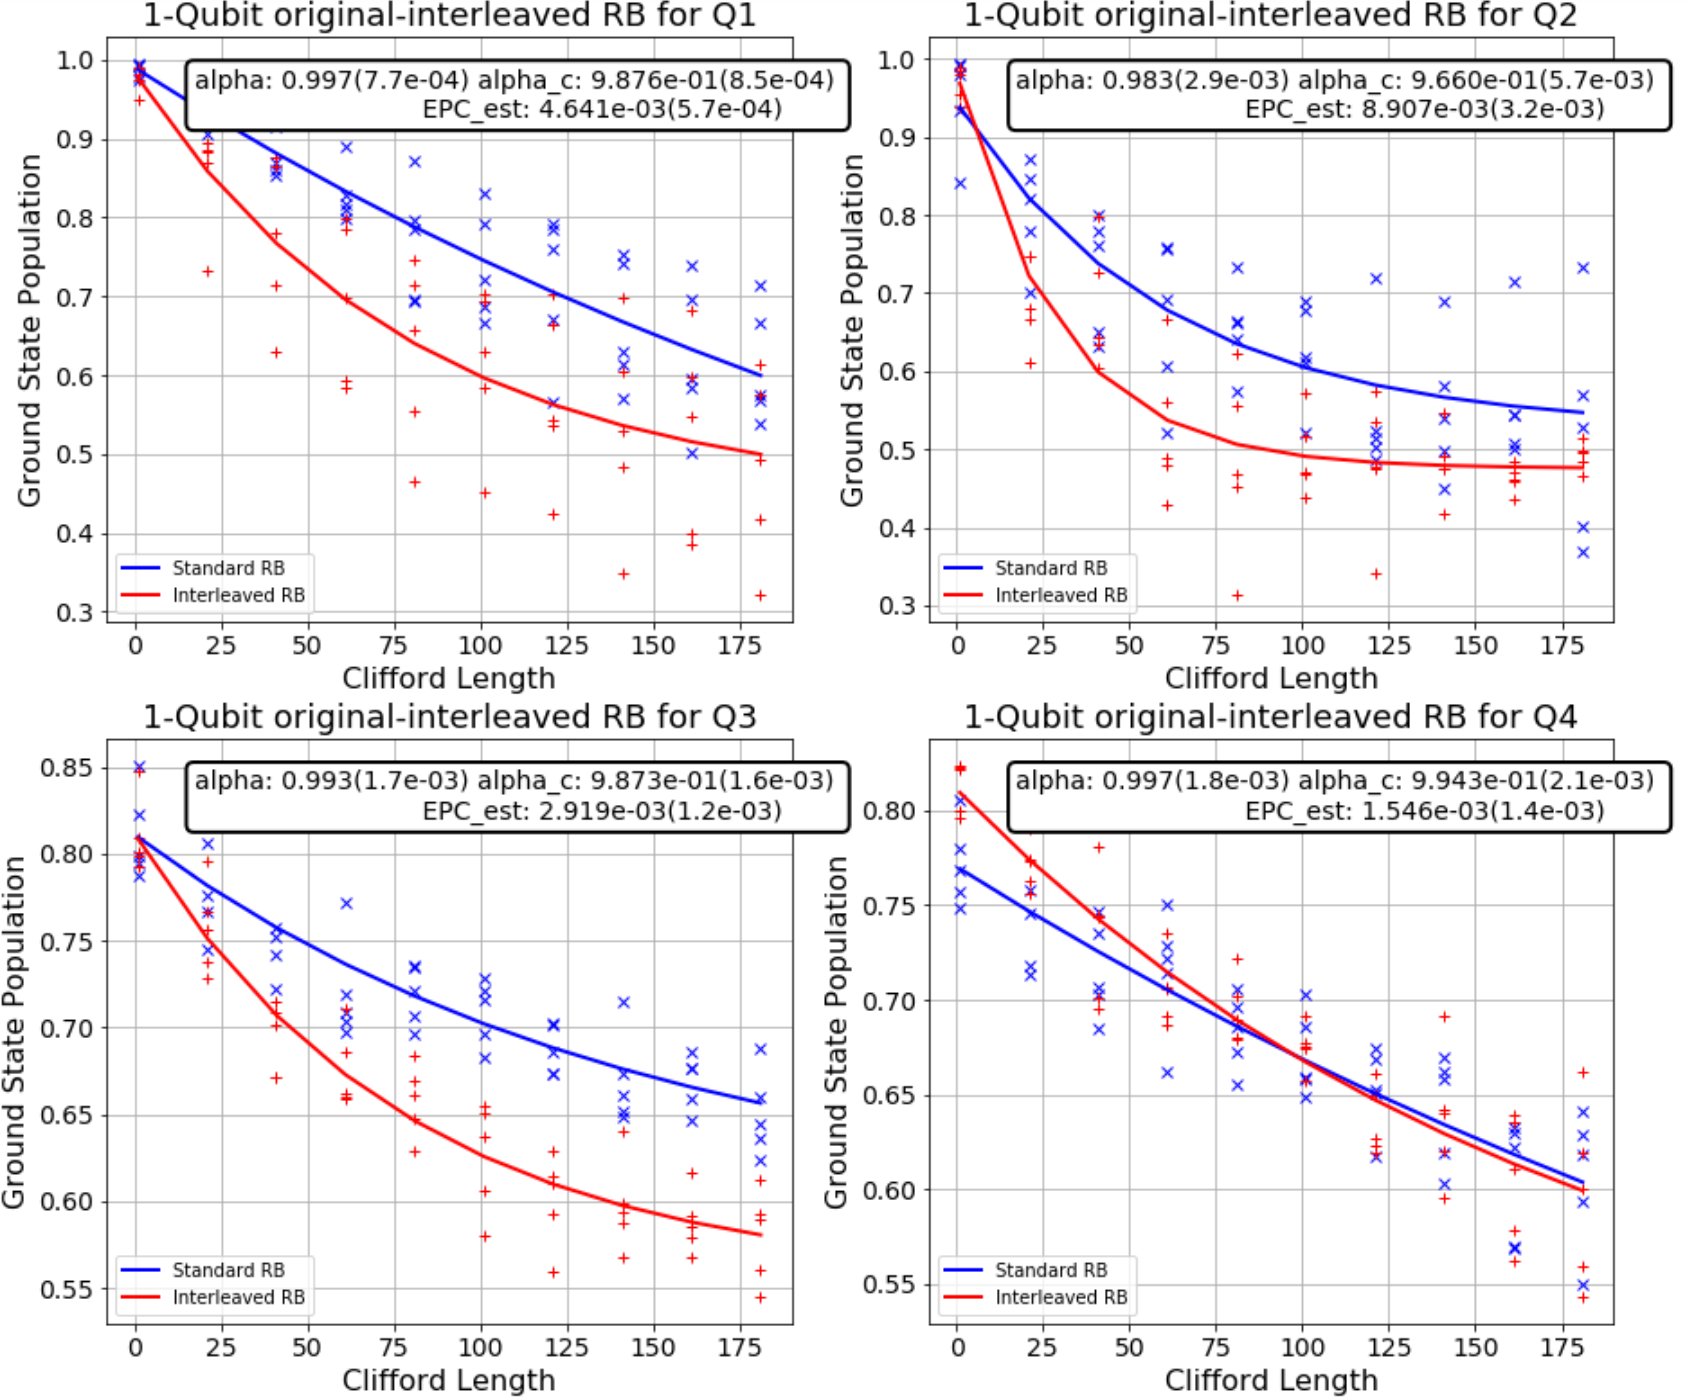 1-Qubit original-interleaved RB for Q1
alpha: 0.997(7.7e-04) alpha_c: 9.876e-01(8.5e-04)
EPC_est: 4.641e-03(5.7e-04)
Ground State Population
1.0
0.9
0.8
0.7
0.6
0.5
0.4
0.3
Standard RB
Interleaved RB
0 25 50 75 100 125 150 175
Clifford Length
1-Qubit original-interleaved RB for Q2
alpha: 0.983(2.9e-03) alpha_c: 9.660e-01(5.7e-03)
EPC_est: 8.907e-03(3.2e-03)
Ground State Population
1.0
0.9
0.8
0.7
0.6
0.5
0.4
0.3
Standard RB
Interleaved RB
0 25 50 75 100 125 150 175
Clifford Length
1-Qubit original-interleaved RB for Q3
alpha: 0.993(1.7e-03) alpha_c: 9.873e-01(1.6e-03)
EPC_est: 2.919e-03(1.2e-03)
Ground State Population
0.85
0.80
0.75
0.70
0.65
0.60
0.55
Standard RB
Interleaved RB
0 25 50 75 100 125 150 175
Clifford Length
1-Qubit original-interleaved RB for Q4
alpha: 0.997(1.8e-03) alpha_c: 9.943e-01(2.1e-03)
EPC_est: 1.546e-03(1.4e-03)
Ground State Population
0.80
0.75
0.70
0.65
0.60
0.55
Standard RB
Interleaved RB
0 25 50 75 100 125 150 175
Clifford Length